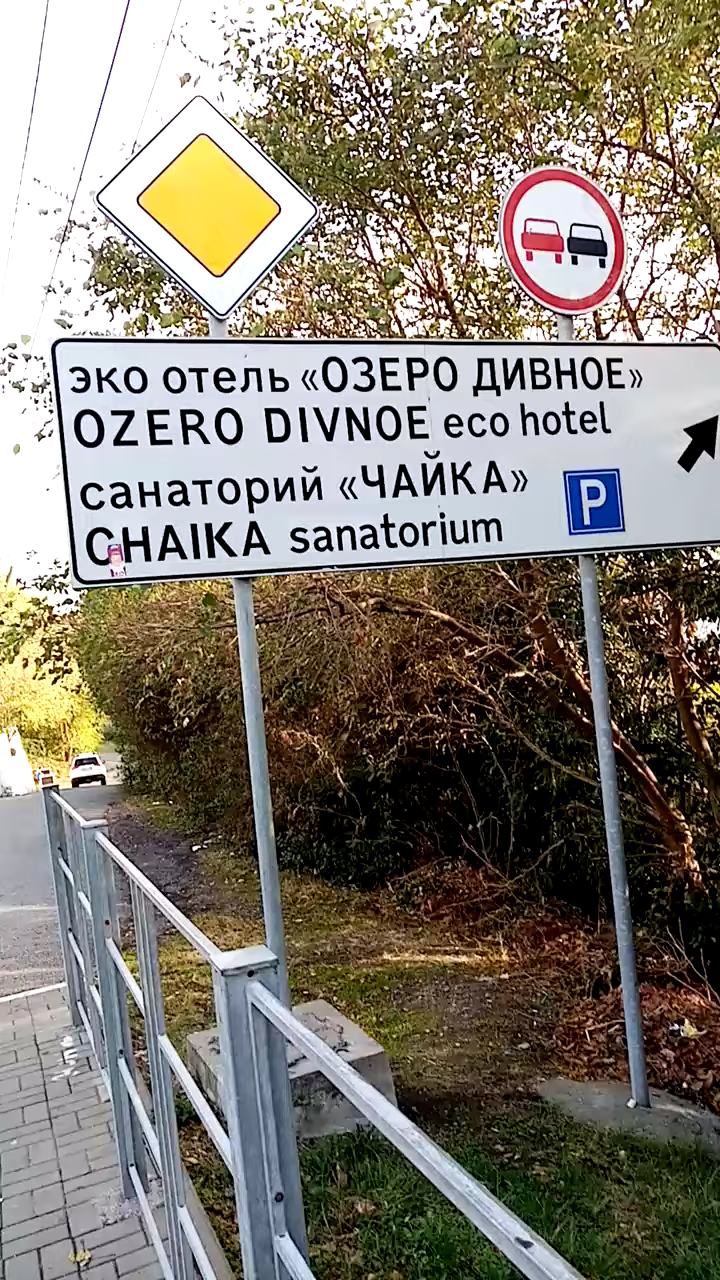 эко отель «ОЗЕРО ДИВНОЕ»
OZERO DIVNOE eco hotel
санаторий «ЧАЙКА»
P
CHAIKA sanatorium